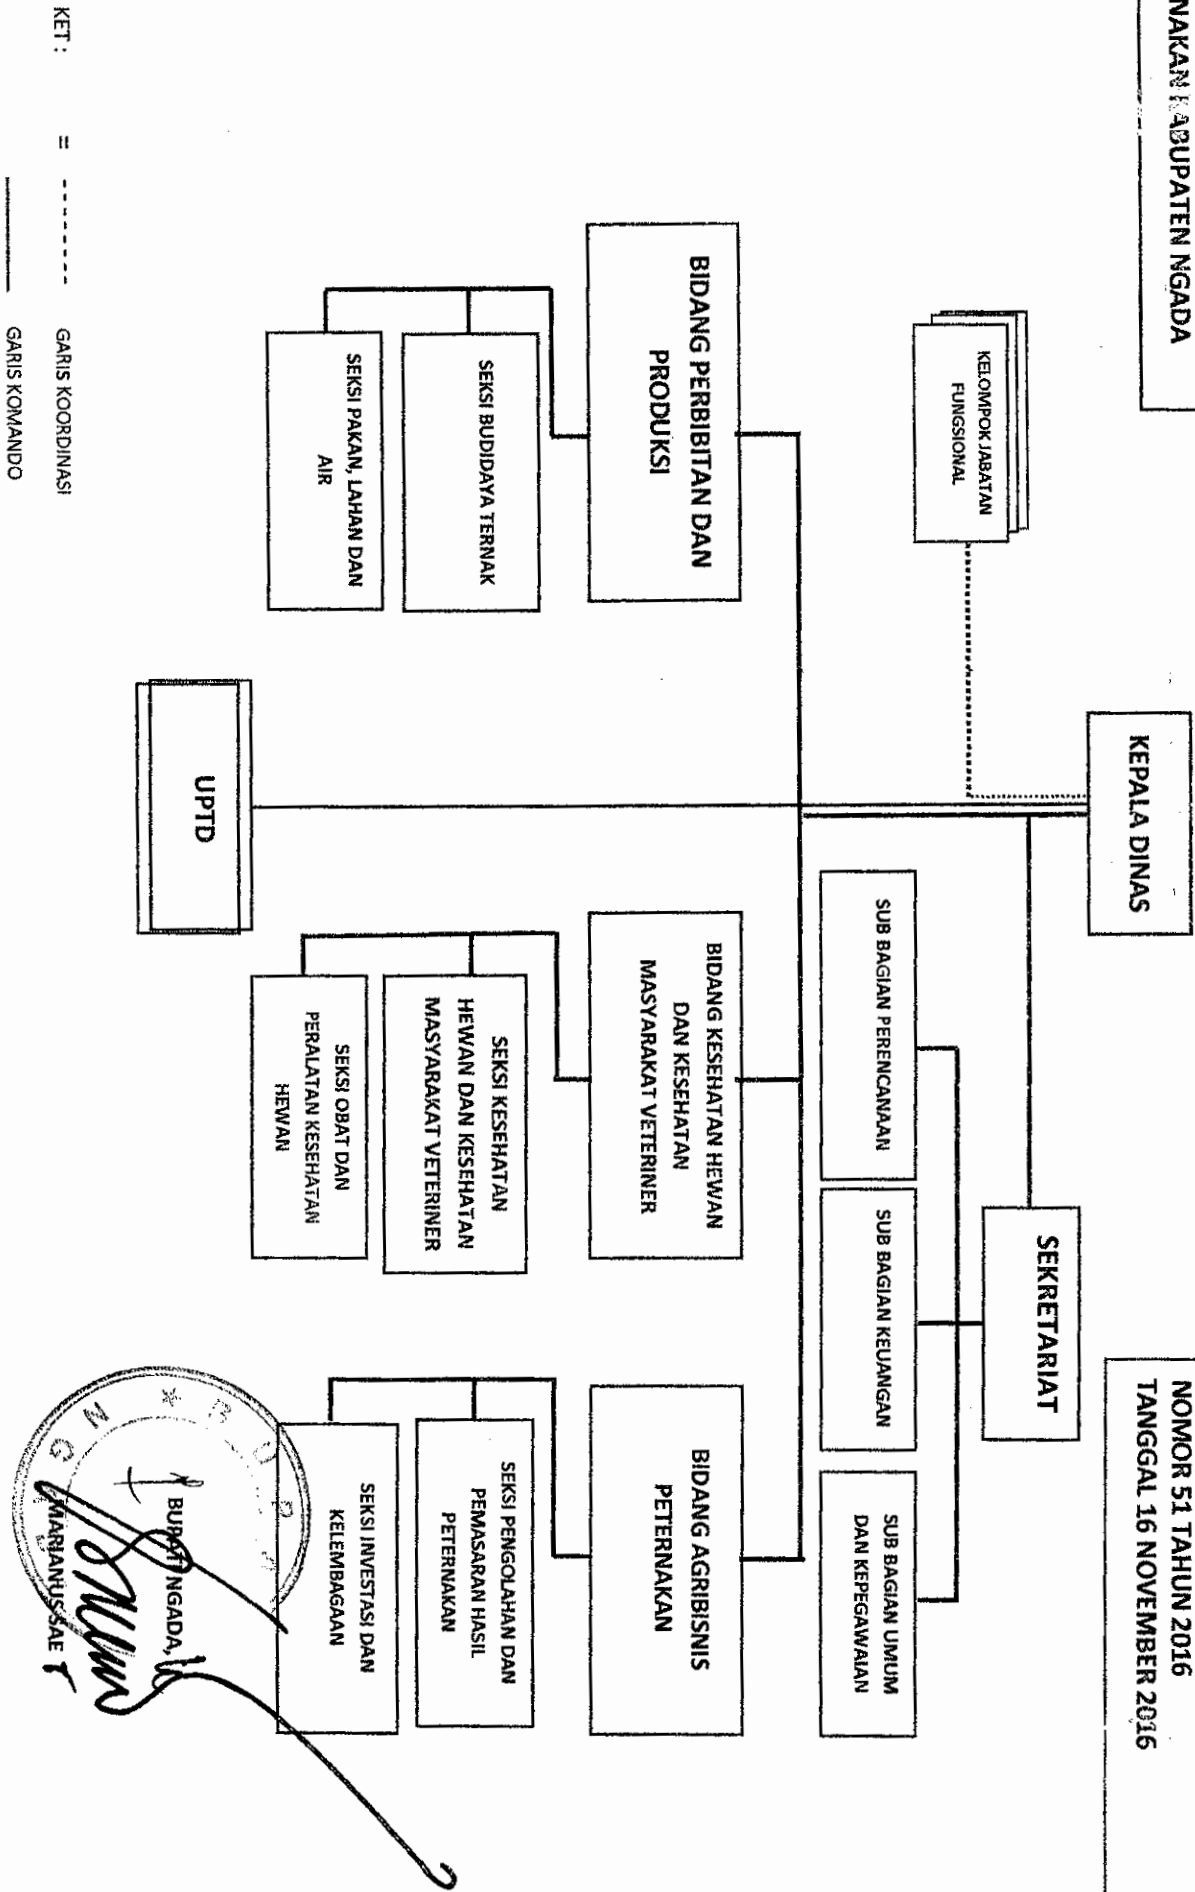 NAKAN KABUPATEN NGADA
NOMOR 51 TAHUN 2016
TANGGAL 16 NOVEMBER 2016
KEPALA DINAS
SEKRETARIAT
KELOMPOK JABATAN
FUNGSIONAL
SUB BAGIAN PERENCANAAN
SUB BAGIAN KEUANGAN
SUB BAGIAN UMUM
DAN KEPEGAWAIAN
BIDANG PERBIBITAN DAN
PRODUKSI
BIDANG KESEHATAN HEWAN
DAN KESEHATAN
MASYARAKAT VETERINER
BIDANG AGRIBISNIS
PETERNAKAN
SEKSI BUDIDAYA TERNAK
SEKSI KESEHATAN
HEWAN DAN KESEHATAN
MASYARAKAT VETERINER
SEKSI PENGOLAHAN DAN
PEMASARAN HASIL
PETERNAKAN
SEKSI PAKAN, LAHAN DAN
AIR
SEKSI OBAT DAN
PERALATAN KESEHATAN
HEWAN
SEKSI INVESTASI DAN
KELEMBAGAAN
UPTD
BUPATI NGADA,
MARIANUS SAE
KET : = -------- GARIS KOORDINASI
GARIS KOMANDO